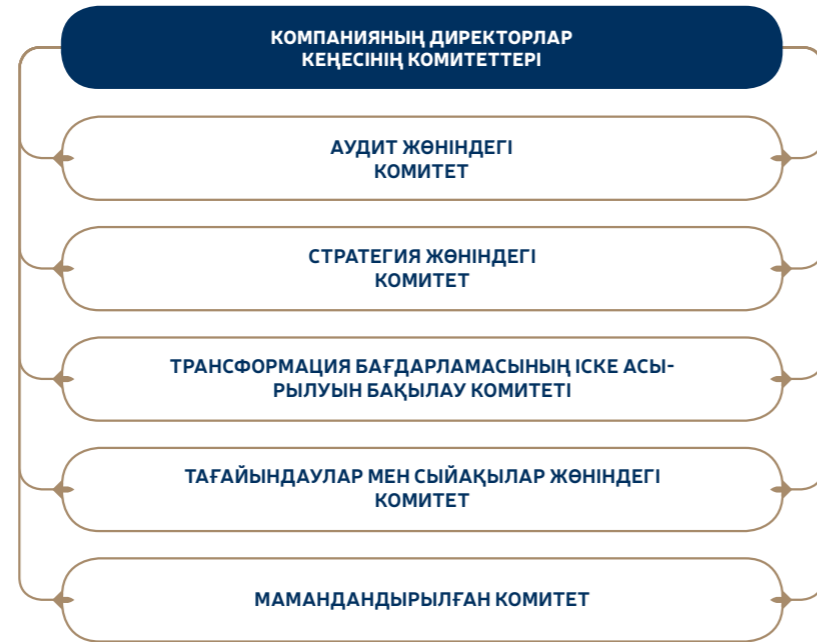 КОМПАНИЯНЫҢ ДИРЕКТОРЛАР
КЕҢЕСІНІҢ КОМИТЕТТЕРІ
АУДИТ ЖӨНІНДЕГІ
КОМИТЕТ
СТРАТЕГИЯ ЖӨНІНДЕГІ
КОМИТЕТ
ТРАНСФОРМАЦИЯ БАҒДАРЛАМАСЫНЫҢ ІСКЕ АСЫ-
РЫЛУЫН БАҚЫЛАУ КОМИТЕТІ
ТАҒАЙЫНДАУЛАР МЕН СЫЙАҚЫЛАР ЖӨНІНДЕГІ
КОМИТЕТ
МАМАНДАНДЫРЫЛҒАН КОМИТЕТ